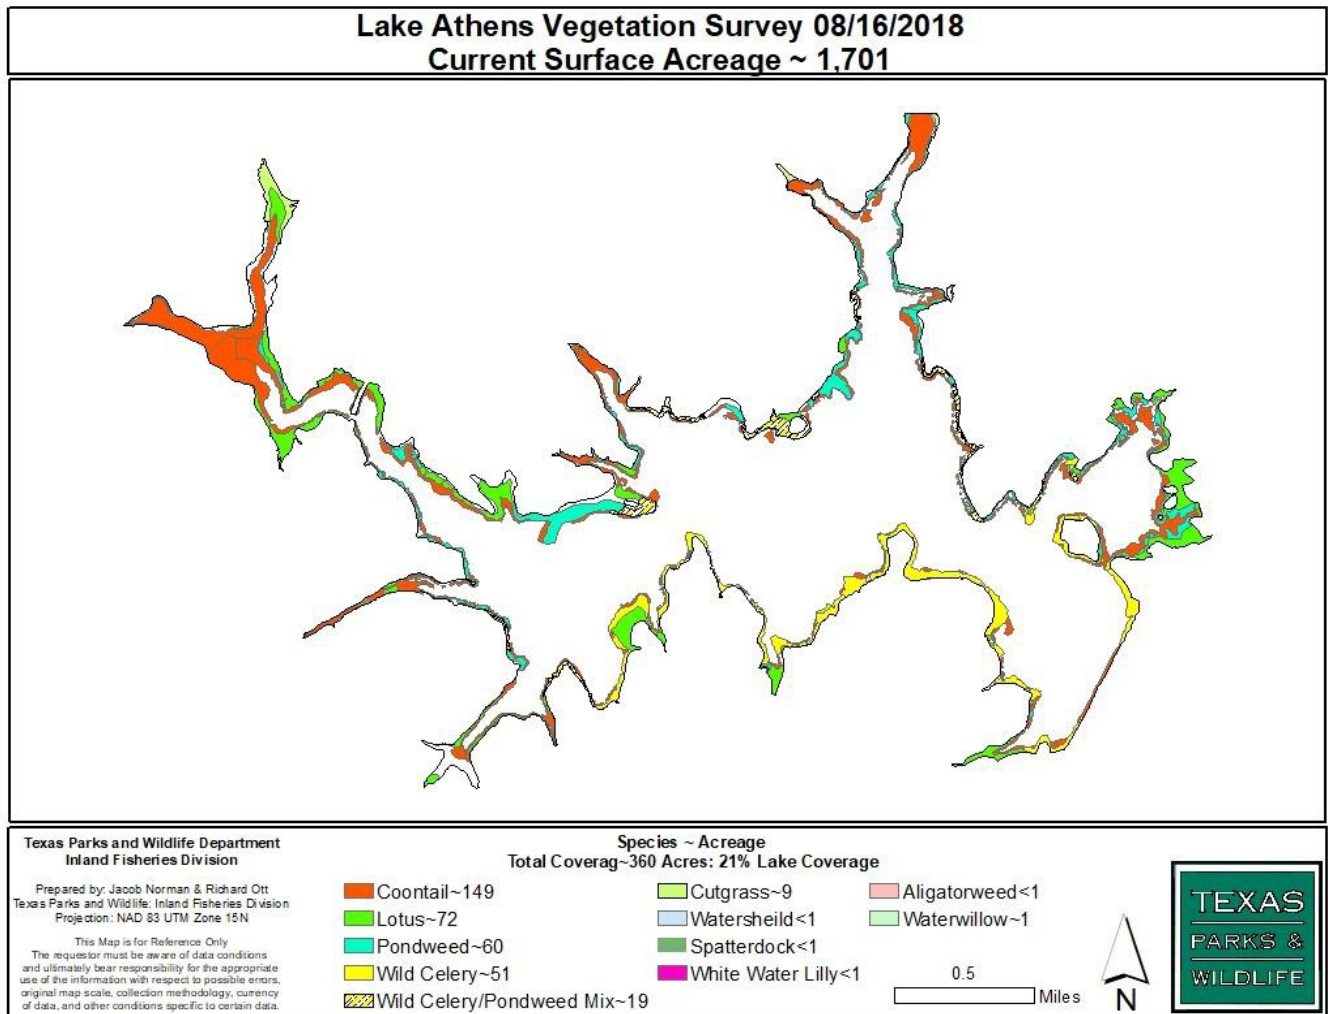 Lake Athens Vegetation Survey 08/16/2018
Current Surface Acreage ~ 1,701
Texas Parks and Wildlife Department
Inland Fisheries Division
Prepared by: Jacob Norman & Richard Ott
Texas Parks and Wildlife: Inland Fisheries Division
Projection: NAD 83 UTM Zone 15N
This Map is for Reference Only
The requestor must be aware of data conditions
and ultimately bear responsibility for the appropriate
use of the information with respect to possible errors,
original map scale, collection methodology, currency
of data, and other conditions specific to certain data.
Species ~ Acreage
Total Coverag~360 Acres: 21% Lake Coverage
Coontail~149
Lotus~72
Pondweed~60
Wild Celery~51
Wild Celery/Pondweed Mix~19
Cutgrass~9
Watersheild<1
Spatterdock<1
White Water Lilly<1
Aligatorweed<1
Waterwillow~1
0.5
Miles
N
TEXAS
PARKS &
WILDLIFE